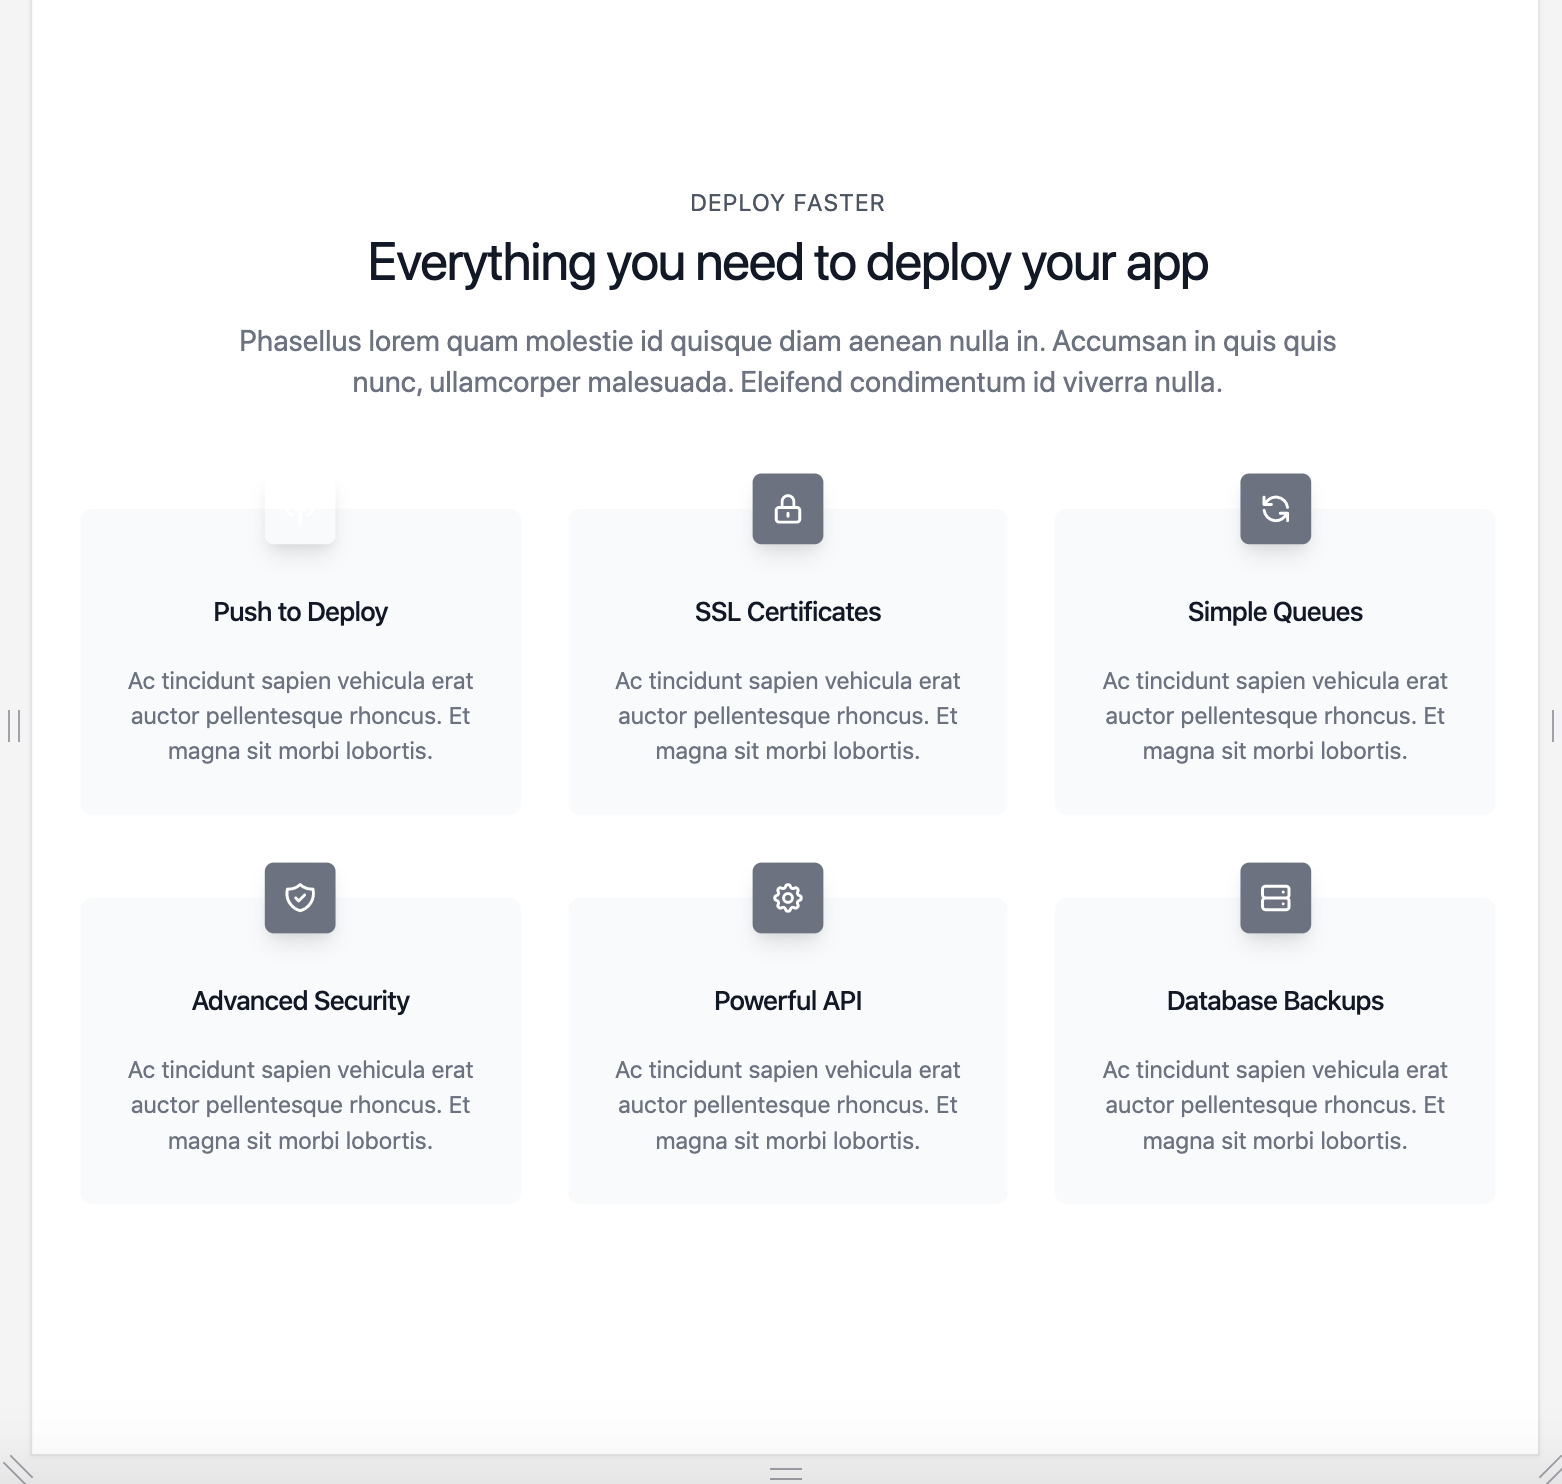 DEPLOY FASTER
Everything you need to deploy your app
Phasellus lorem quam molestie id quisque diam aenean nulla in. Accumsan in quis quis
nunc, ullamcorper malesuada. Eleifend condimentum id viverra nulla.
Push to Deploy
Ac tincidunt sapien vehicula erat
auctor pellentesque rhoncus. Et
magna sit morbi lobortis.
SSL Certificates
Ac tincidunt sapien vehicula erat
auctor pellentesque rhoncus. Et
magna sit morbi lobortis.
Simple Queues
Ac tincidunt sapien vehicula erat
auctor pellentesque rhoncus. Et
magna sit morbi lobortis.
Advanced Security
Ac tincidunt sapien vehicula erat
auctor pellentesque rhoncus. Et
magna sit morbi lobortis.
Powerful API
Ac tincidunt sapien vehicula erat
auctor pellentesque rhoncus. Et
magna sit morbi lobortis.
Database Backups
Ac tincidunt sapien vehicula erat
auctor pellentesque rhoncus. Et
magna sit morbi lobortis.